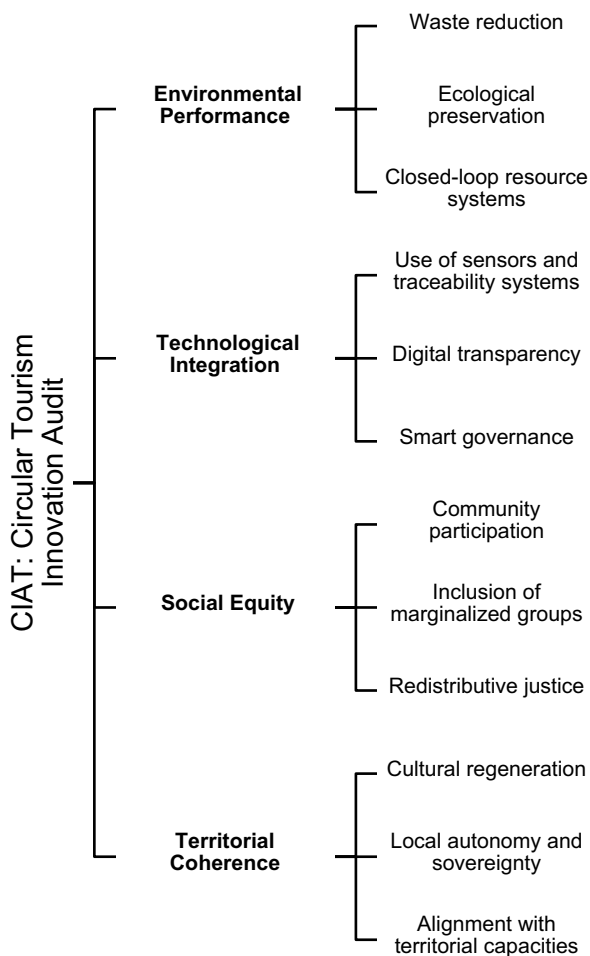 CIAT: Circular Tourism
Innovation Audit
Environmental
Performance
Waste reduction
Ecological
preservation
Closed-loop resource
systems
Technological
Integration
Use of sensors and
traceability systems
Digital transparency
Smart governance
Social Equity
Community
participation
Inclusion of
marginalized groups
Redistributive justice
Territorial
Coherence
Cultural regeneration
Local autonomy and
sovereignty
Alignment with
territorial capacities